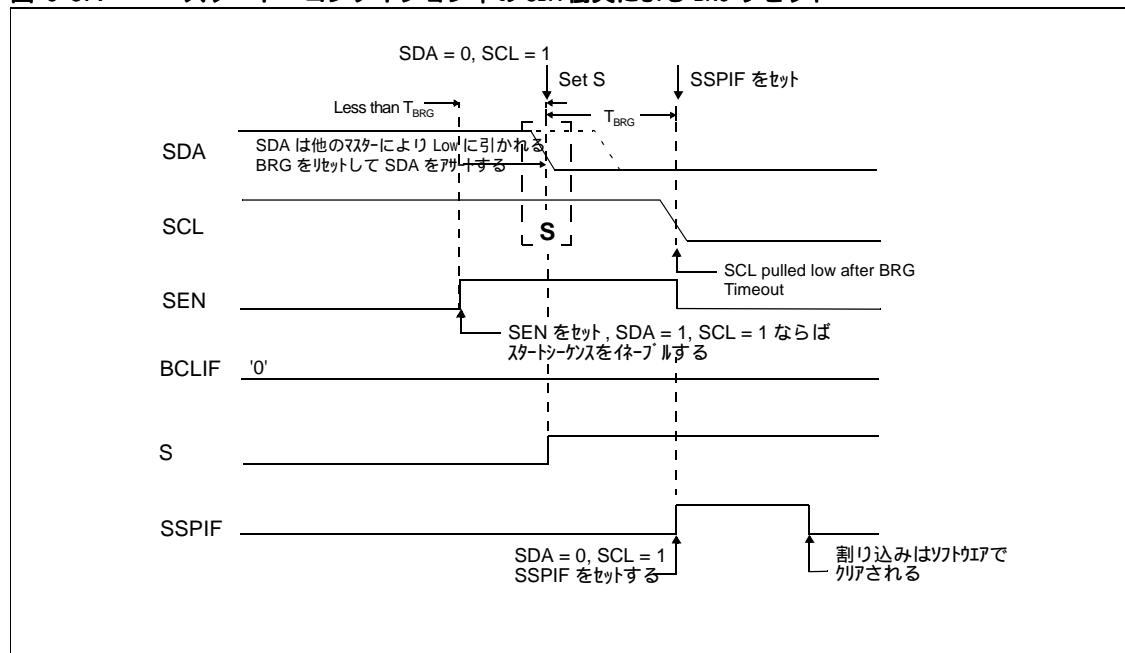 SDA = 0, SCL = 1
Set S
SSPIF をセット
Less than TBRG
TBRG
SDA
SDA は他のマスターにより Low に引かれる
BRG をリセットして SDA をアサートする
SCL
S
SCL pulled low after BRG
Timeout
SEN
SEN をセット , SDA = 1, SCL = 1 ならば
スタートシーケンスをイネーブルする
BCLIF
'0'
S
SSPIF
SDA = 0, SCL = 1
SSPIF をセットする
割り込みはソフトウエアで
クリアされる